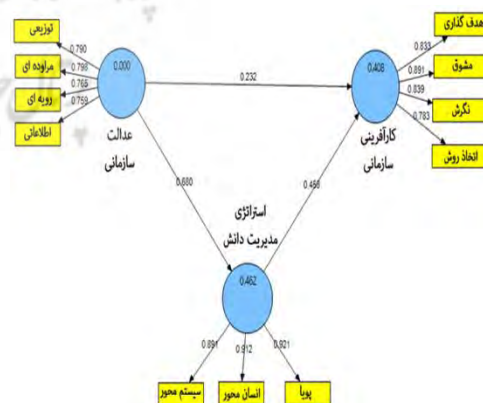 توزیعی
مراوده ای
رویه ای
اطلاعاتی
0.790
0.798
0.765
0.759
0.000
عدالت
سازمانی
0.232
0.408
کارآفرینی
سازمانی
0.833
0.891
0.839
0.783
هدف گذاری
مشوق
نگرش
اتخاذ روش
0.680
استراتژی
مدیریت دانش
0.462
0.891
0.912
0.921
سیستم محور
انسان محور
پویا